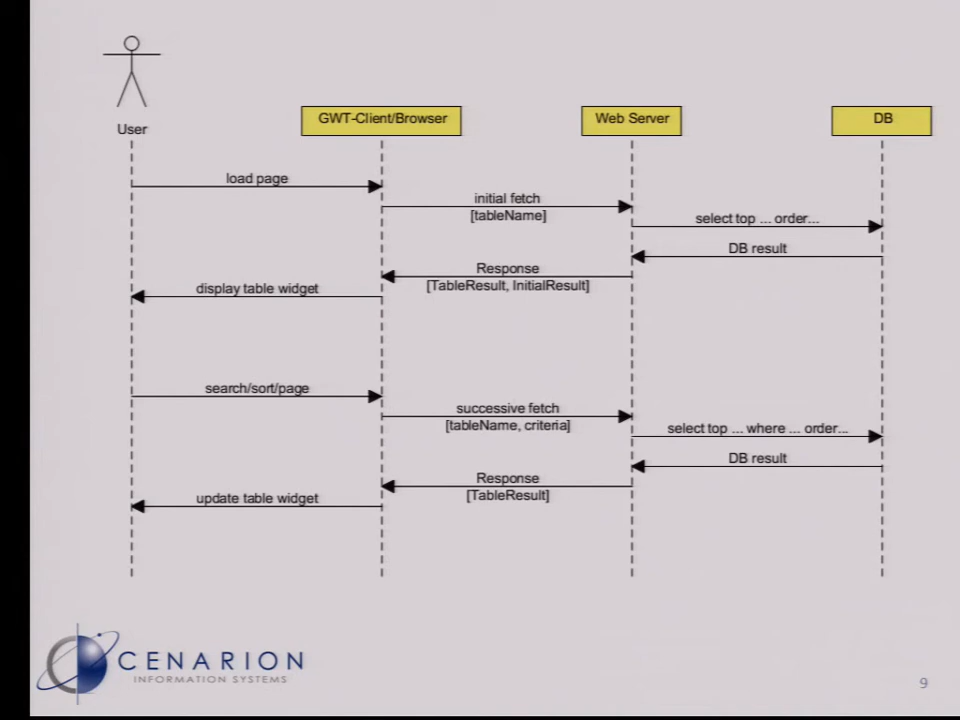 User
GWT-Client/Browser
Web Server
DB
load page
initial fetch
[tableName]
select top ... order...
DB result
Response
[TableResult, InitialResult]
display table widget
search/sort/page
successive fetch
[tableName, criteria]
select top ... where ... order...
DB result
Response
[TableResult]
update table widget
CENARION
INFORMATION SYSTEMS
9